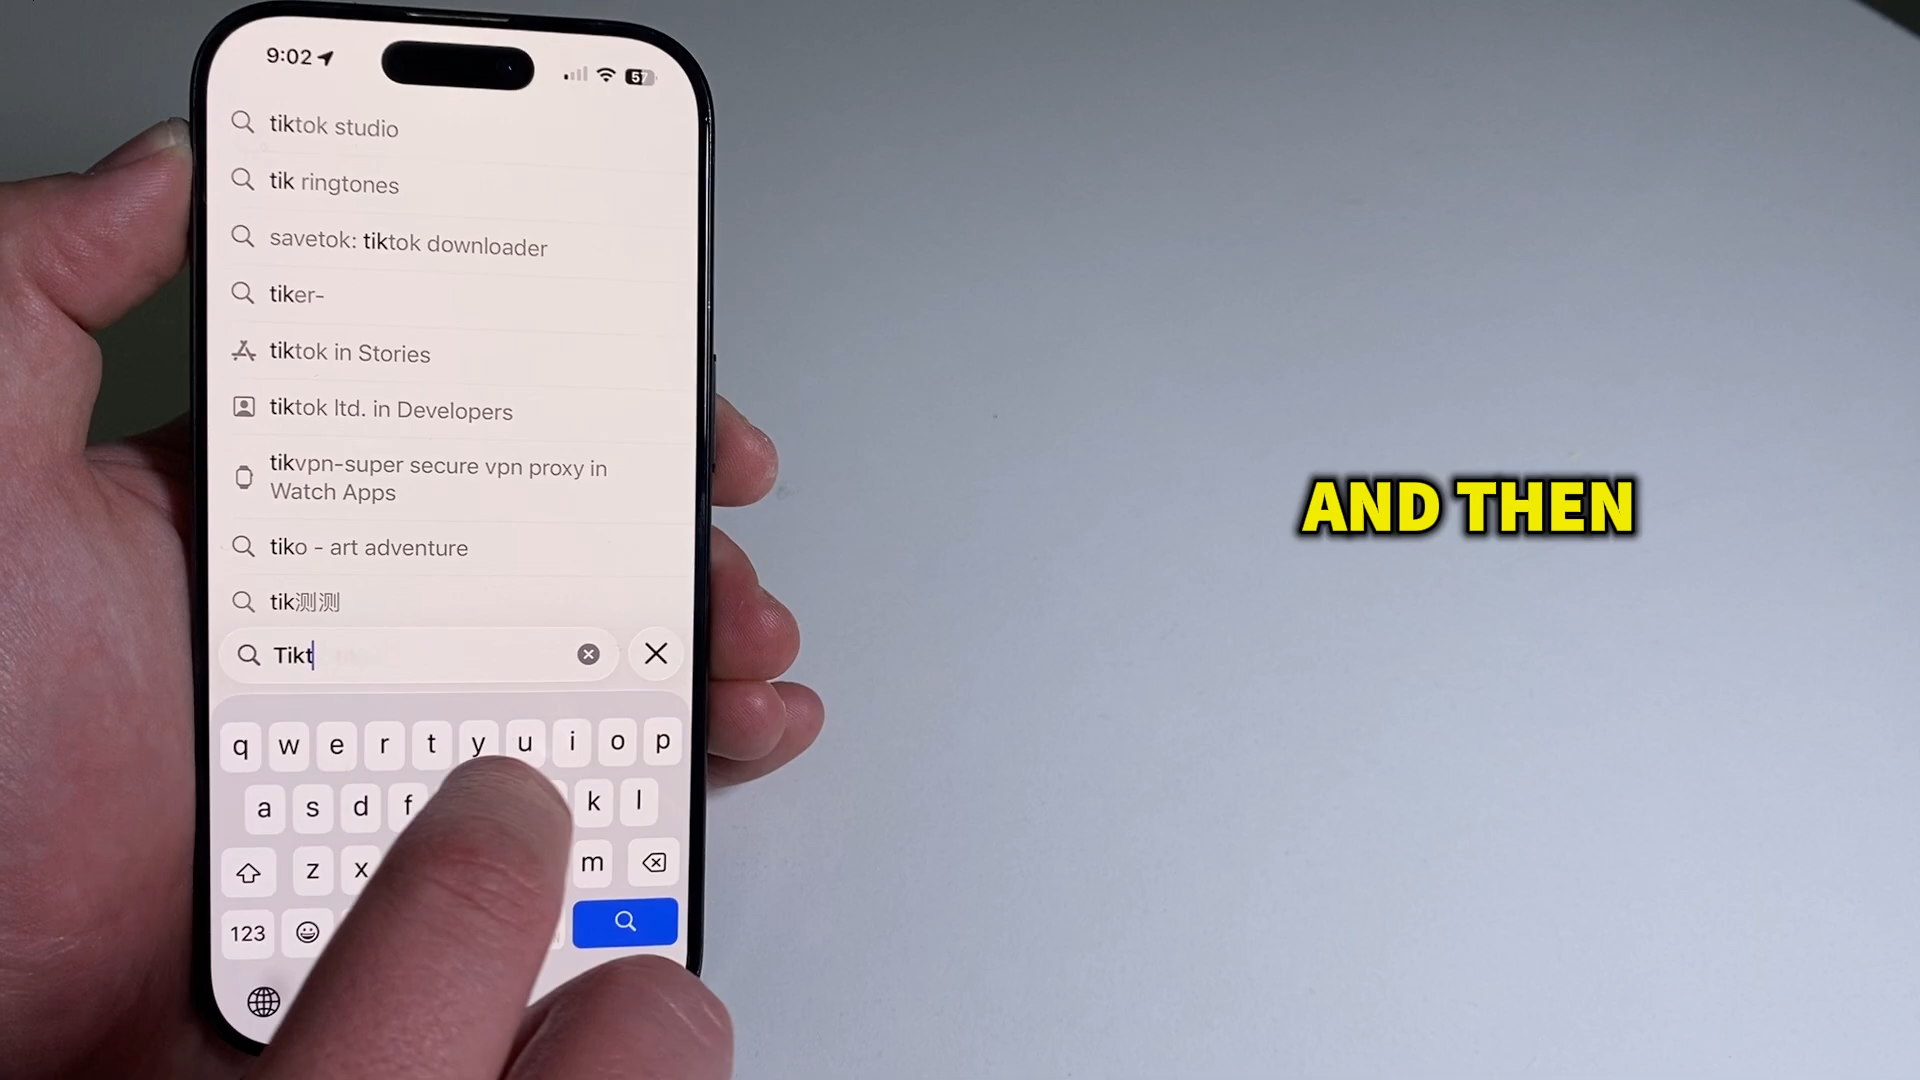 9:02
57
tiktok studio
tik ringtones
savetok: tiktok downloader
tiker-
tiktok in Stories
tiktok ltd. in Developers
tikvpn-super secure vpn proxy in
Watch Apps
tiko - art adventure
tik测测
Tikt
q w e r t y u i o p
a s d f k l
z x m
123
AND THEN